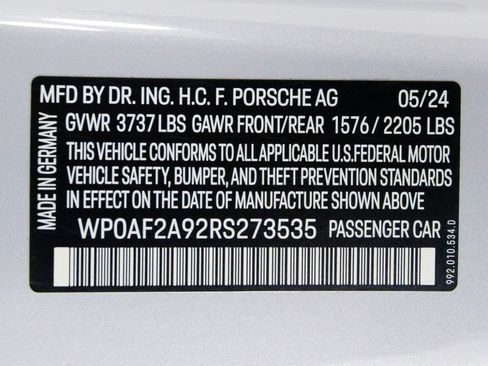 MFD BY DR. ING. H.C. F. PORSCHE AG 05/24
GVWR 3737 LBS GAWR FRONT/REAR 1576 / 2205 LBS
THIS VEHICLE CONFORMS TO ALL APPLICABLE U.S.FEDERAL MOTOR
VEHICLE SAFETY, BUMPER, AND THEFT PREVENTION STANDARDS
IN EFFECT ON THE DATE OF MANUFACTURE SHOWN ABOVE
WP0AF2A92RS273535 PASSENGER CAR
MADE IN GERMANY
992.010.534.D